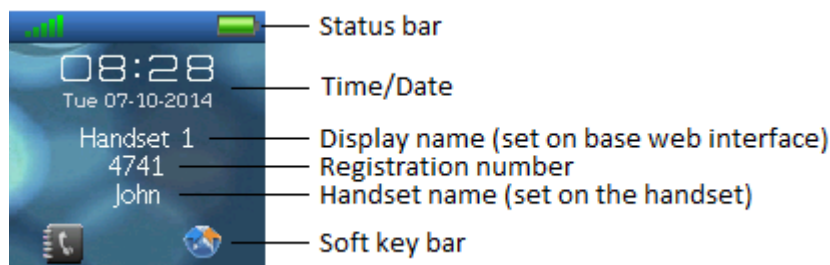 Status bar
08:28
Tue 07-10-2014
Time/Date
Handset 1
Display name (set on base web interface)
4741
Registration number
John
Handset name (set on the handset)
Soft key bar